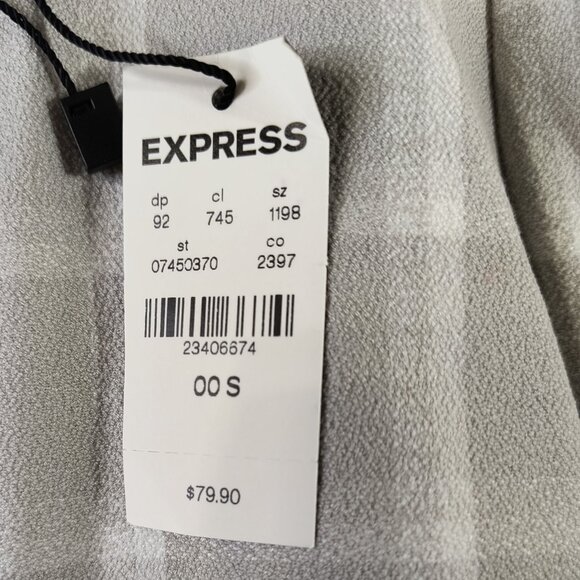 EXPRESS
dp cl sz
92 745 1198
st co
07450370 2397
23406674
00 S
$79.90